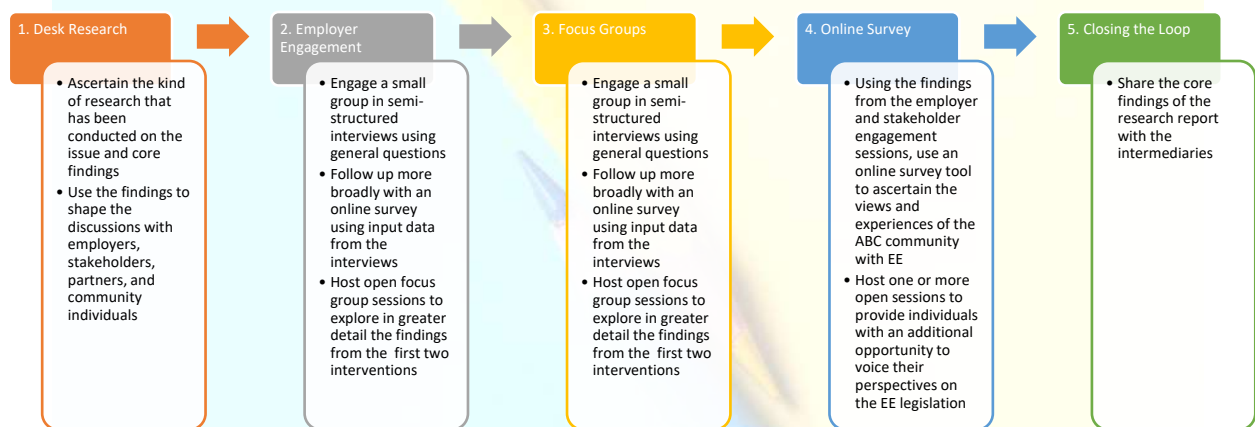 1. Desk Research
• Ascertain the kind
of research that
has been
conducted on the
issue and core
findings
• Use the findings to
shape the
discussions with
employers,
stakeholders,
partners, and
community
individuals
2. Employer
Engagement
• Engage a small
group in semi-
structured
interviews using
general questions
• Follow up more
broadly with an
online survey
using input data
from the
interviews
• Host open focus
group sessions to
explore in greater
detail the findings
from the first two
interventions
3. Focus Groups
• Engage a small
group in semi-
structured
interviews using
general questions
• Follow up more
broadly with an
online survey
using input data
from the
interviews
• Host open focus
group sessions to
explore in greater
detail the findings
from the first two
interventions
4. Online Survey
• Using the findings
from the employer
and stakeholder
engagement
sessions, use an
online survey tool
to ascertain the
views and
experiences of the
ABC community
with EE
• Host one or more
open sessions to
provide individuals
with an additional
opportunity to
voice their
perspectives on
the EE legislation
5. Closing the Loop
• Share the core
findings of the
research report
with the
intermediaries